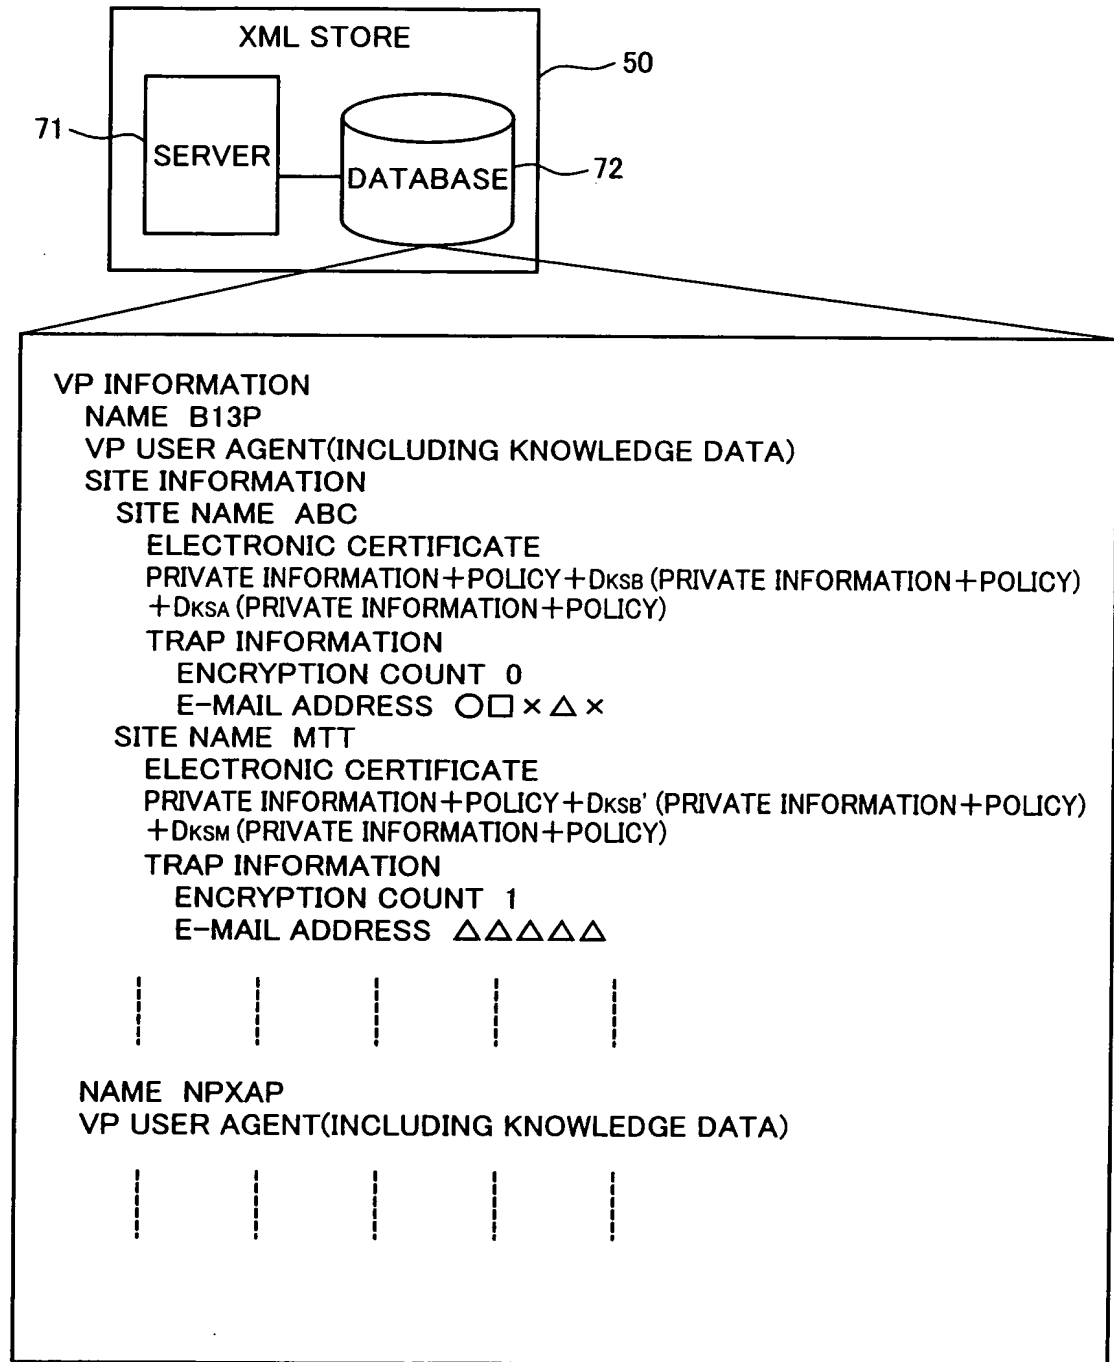 XML STORE
50
71
SERVER
DATABASE
72
VP INFORMATION
NAME B13P
VP USER AGENT(INCLUDING KNOWLEDGE DATA)
SITE INFORMATION
SITE NAME ABC
ELECTRONIC CERTIFICATE
PRIVATE INFORMATION+POLICY+DKSB (PRIVATE INFORMATION+POLICY)
+DKSA (PRIVATE INFORMATION+POLICY)
TRAP INFORMATION
ENCRYPTION COUNT 0
E-MAIL ADDRESS ○□×△×
SITE NAME MTT
ELECTRONIC CERTIFICATE
PRIVATE INFORMATION+POLICY+DKSB' (PRIVATE INFORMATION+POLICY)
+DKSM (PRIVATE INFORMATION+POLICY)
TRAP INFORMATION
ENCRYPTION COUNT 1
E-MAIL ADDRESS △△△△△
NAME NPXAP
VP USER AGENT(INCLUDING KNOWLEDGE DATA)